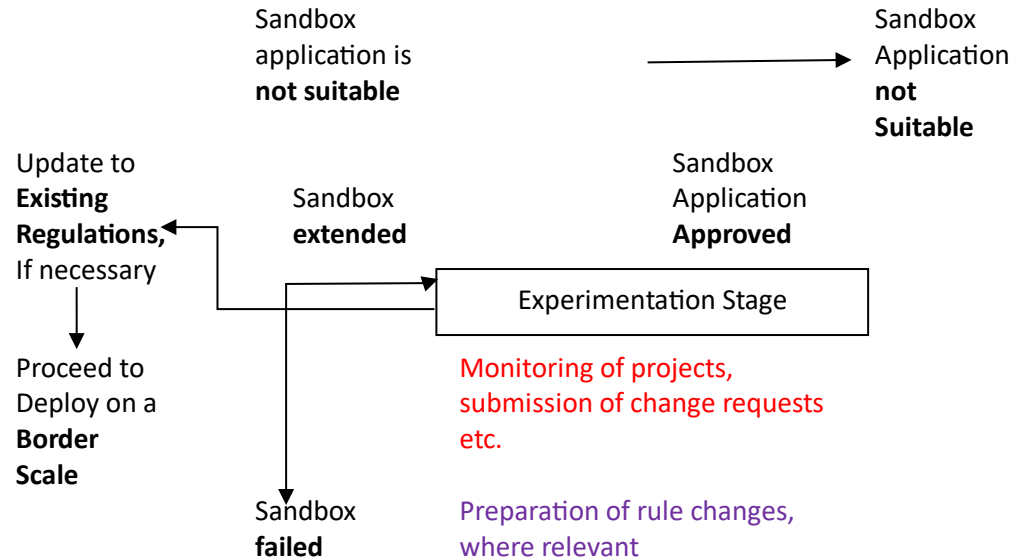 Sandbox
application is
not suitable
Sandbox
Application
not
Suitable
Update to
Existing
Regulations,
If necessary
Sandbox
extended
Sandbox
Application
Approved
Experimentation Stage
Proceed to
Deploy on a
Border
Scale
Monitoring of projects,
submission of change requests
etc.
Sandbox
failed
Preparation of rule changes,
where relevant